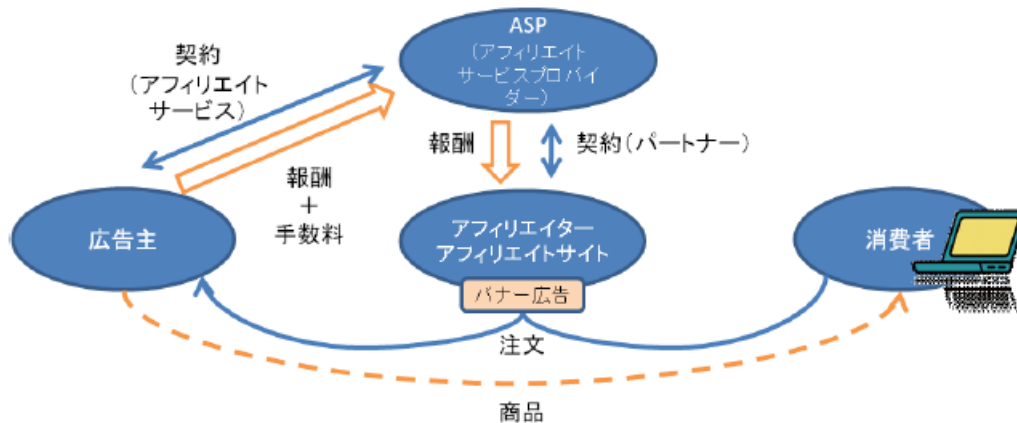 ASP
(アフィリエイト
サービスプロバイ
ダー)
契約
(アフィリエイト
サービス)
報酬
契約(パートナー)
報酬
+
手数料
広告主
アフィリエイター
アフィリエイトサイト
バナー広告
消費者
注文
商品